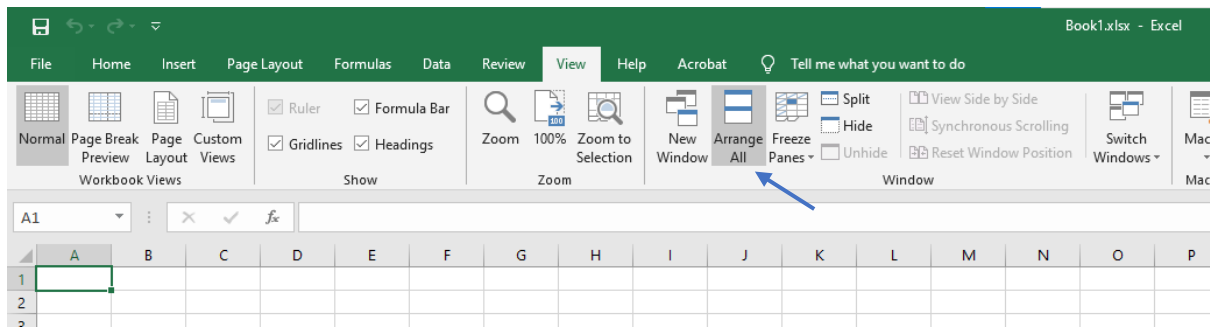 Book1.xlsx - Excel
File Home Insert Page Layout Formulas Data Review View Help Acrobat Tell me what you want to do
Normal Page Break Preview Page Layout Custom Views
Workbook Views
Ruler Formula Bar
Gridlines Headings
Show
Zoom 100% Zoom to Selection
Zoom
New Window Arrange All Freeze Panes
Split
Hide
Unhide
View Side by Side
Synchronous Scrolling
Reset Window Position
Switch Windows
Window
Mac
Mac
A1 fx
A B C D E F G H I J K L M N O P
1
2